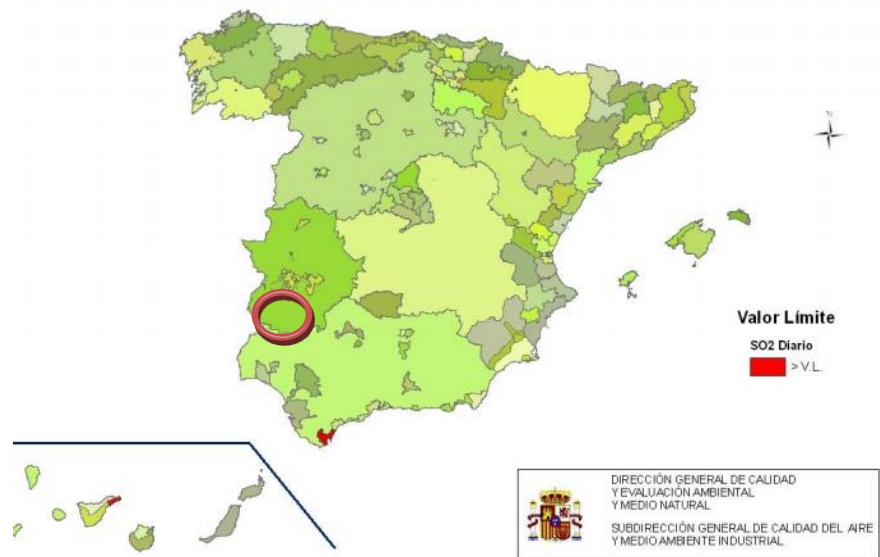 N
Valor Límite
SO2 Diario
> V.L.
DIRECCIÓN GENERAL DE CALIDAD
Y EVALUACIÓN AMBIENTAL
Y MEDIO NATURAL
SUBDIRECCIÓN GENERAL DE CALIDAD DEL AIRE
Y MEDIO AMBIENTE INDUSTRIAL